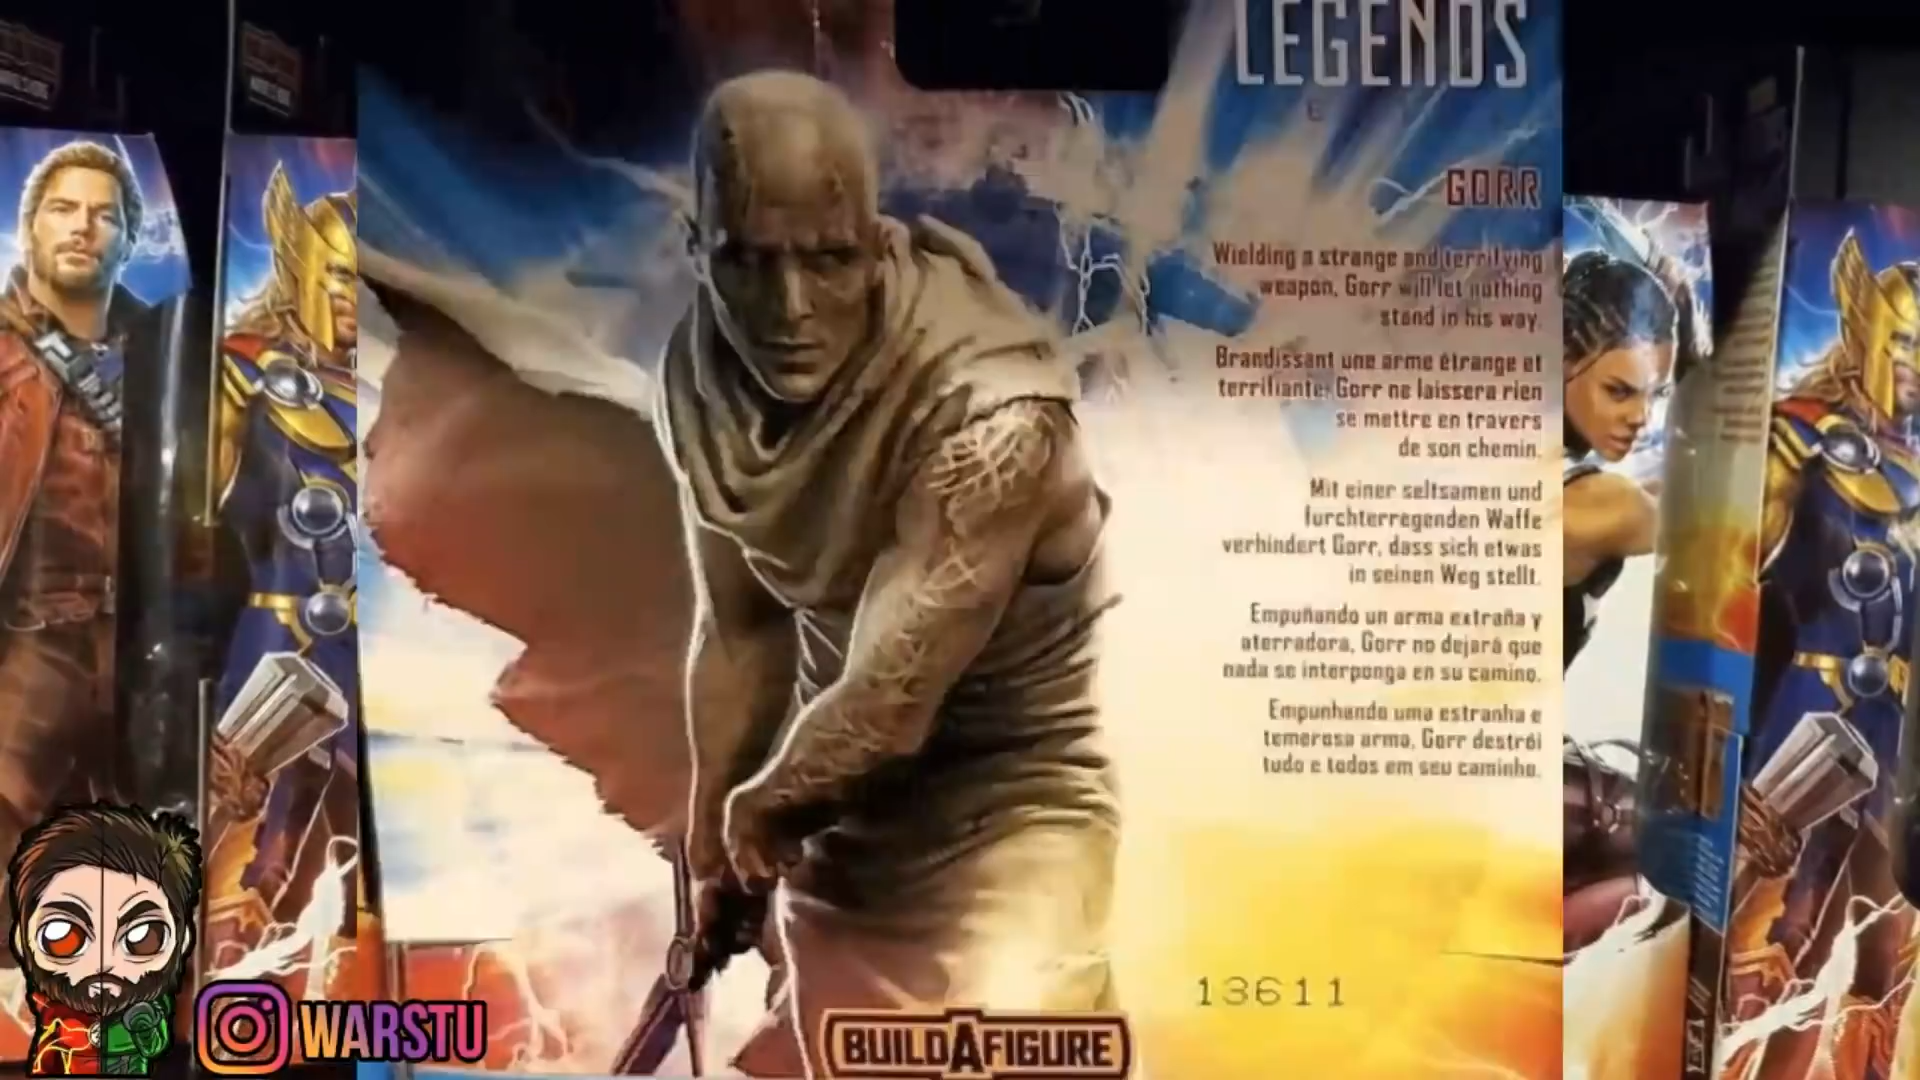 LEGENDS
GORR
Wielding a strange and terrifying
weapon, Gorr will let nothing
stand in his way.
Brandissant une arme étrange et
terrifiante, Gorr ne laissera rien
se mettre en travers
de son chemin.
Mit einer seltsamen und
furchterregenden Waffe
verhindert Gorr, dass sich etwas
in seinen Weg stellt.
Empuñando un arma extraña y
aterradora, Gorr no dejará que
nada se interponga en su camino.
Empunhando uma estranha e
temerosa arma, Gorr destrói
tudo e todos em seu caminho.
13611
BUILD A FIGURE
WARSTU